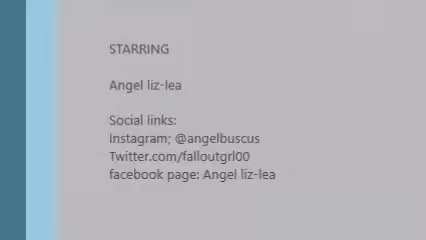 STARRING
Angel liz-lea
Social links:
Instagram; @angelbuscus
Twitter.com/falloutgrl00
facebook page: Angel liz-lea